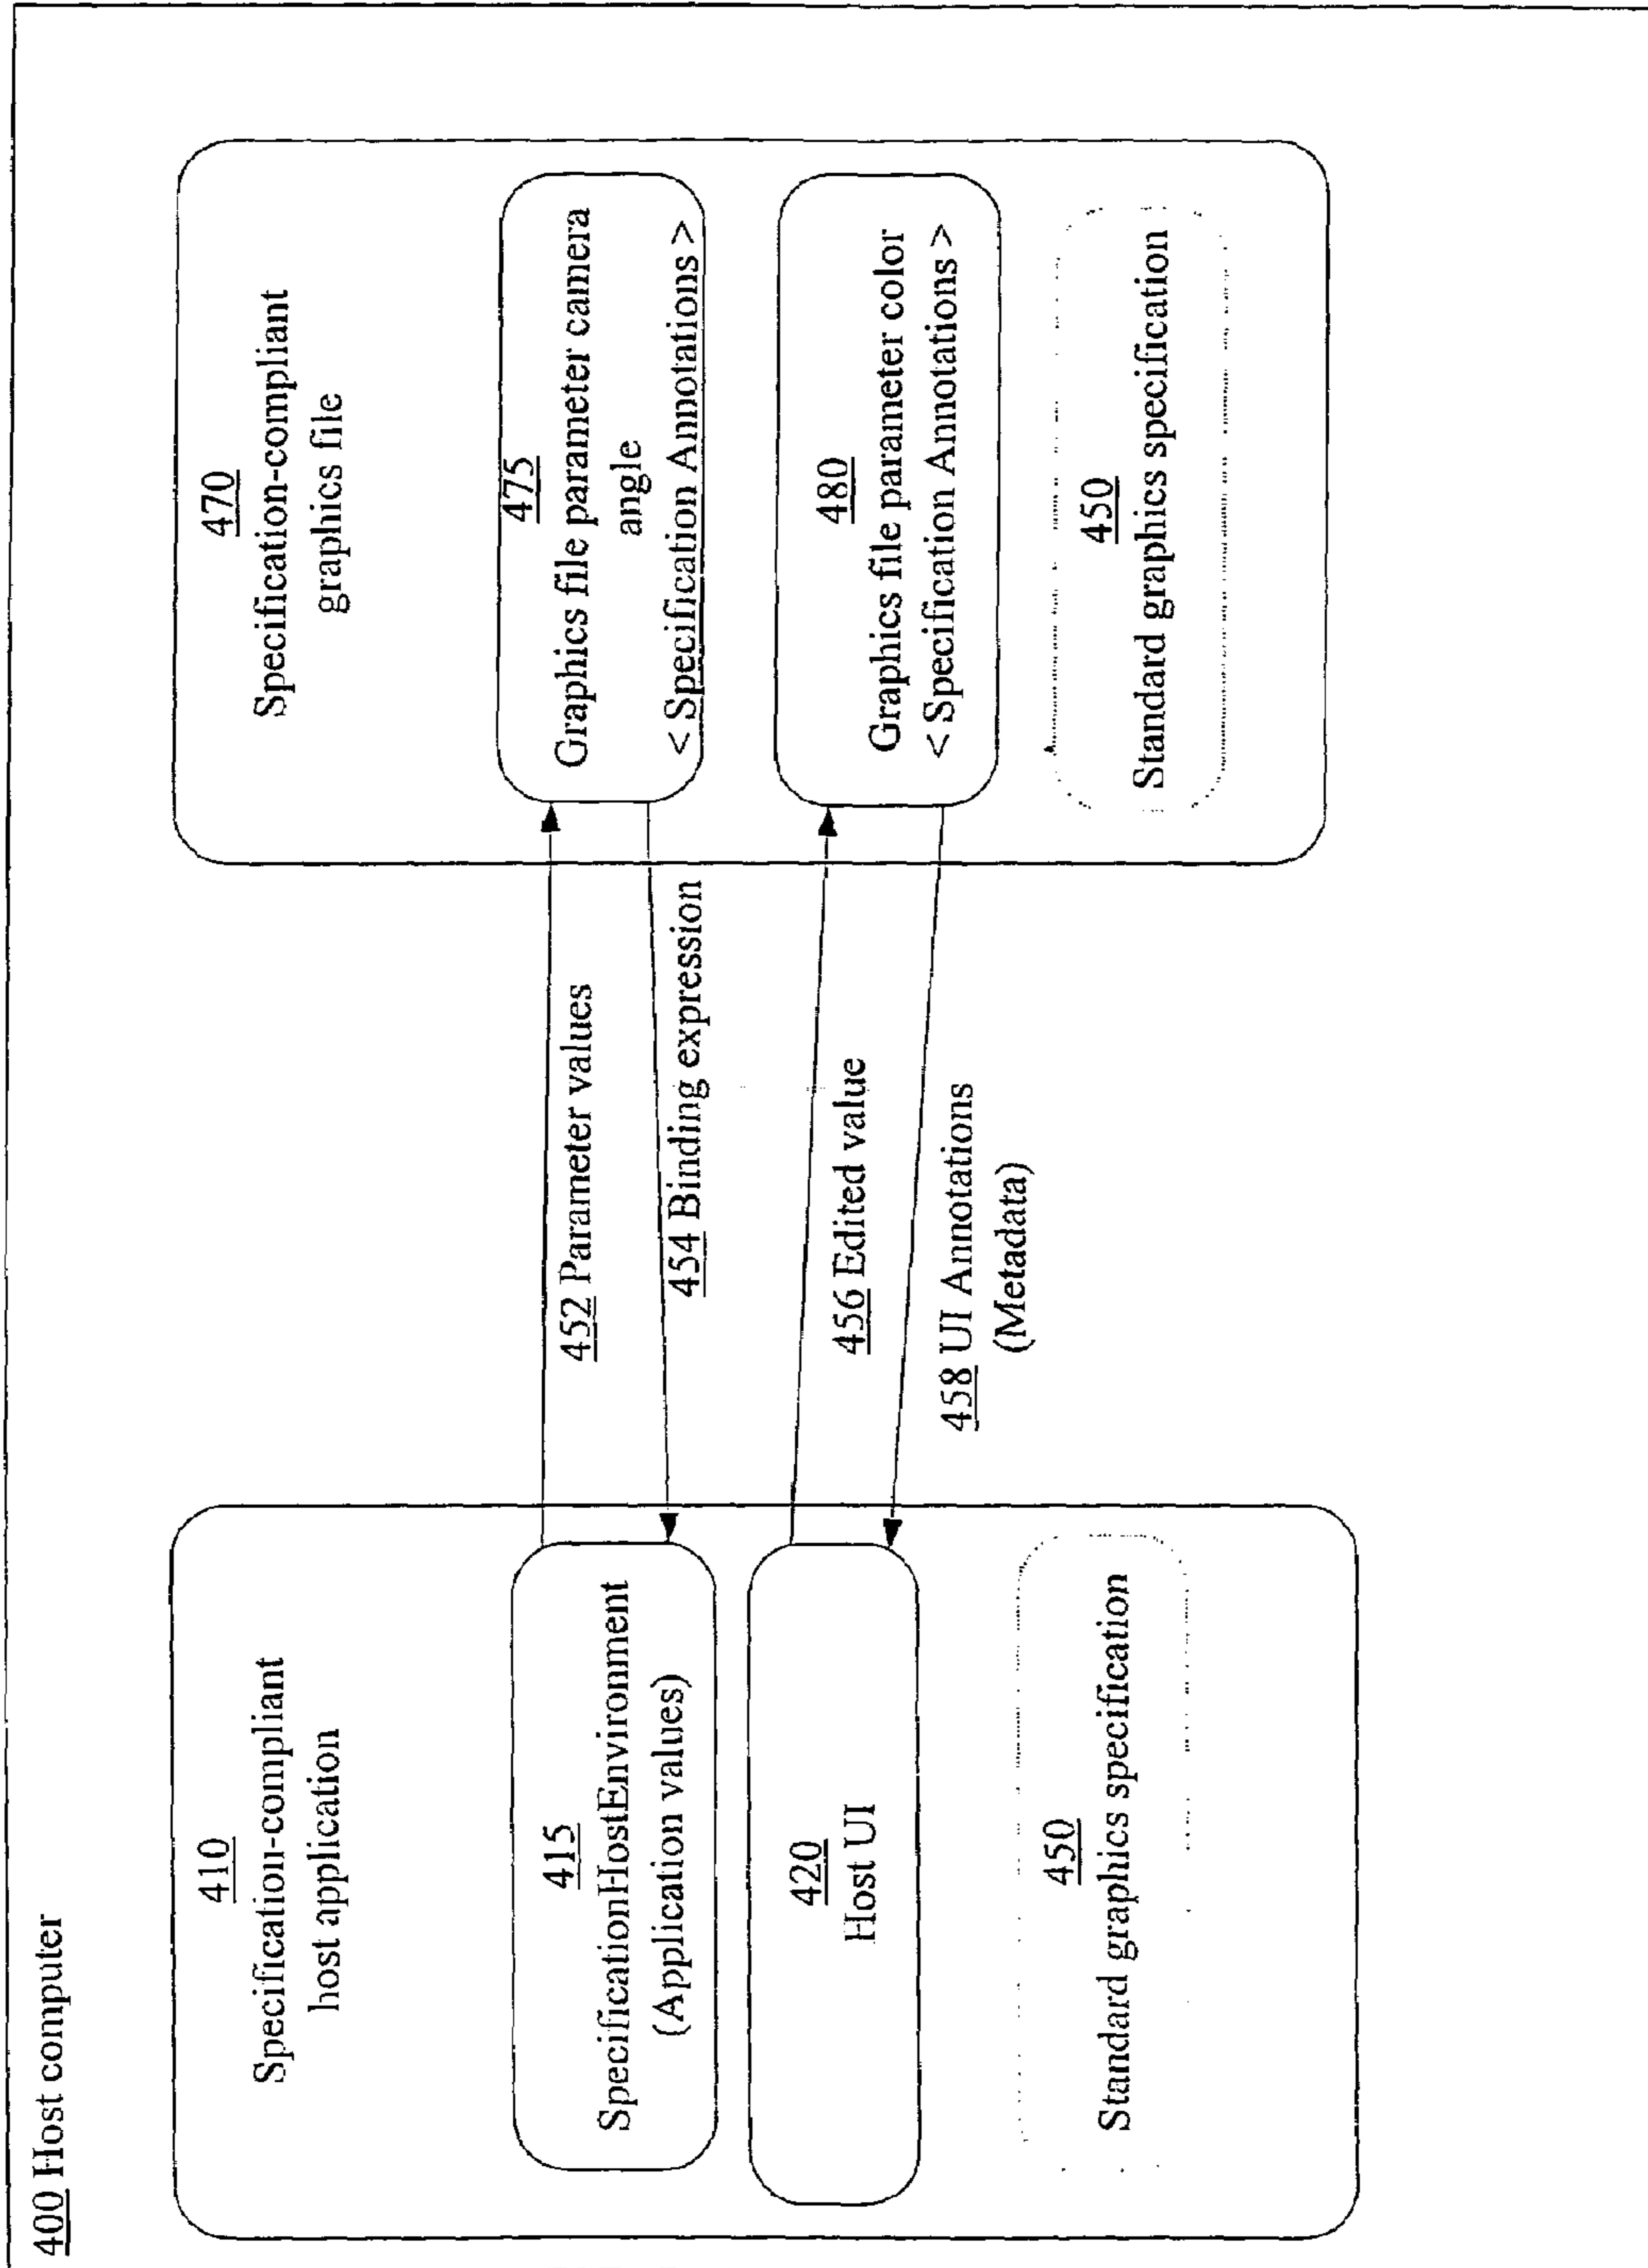 400 Host computer
410
Specification-compliant
host application
415
SpecificationHostEnvironment
(Application values)
420
Host UI
450
Standard graphics specification
452 Parameter values
454 Binding expression
456 Edited value
458 UI Annotations
(Metadata)
470
Specification-compliant
graphics file
475
Graphics file parameter camera
angle
< Specification Annotations >
480
Graphics file parameter color
< Specification Annotations >
450
Standard graphics specification